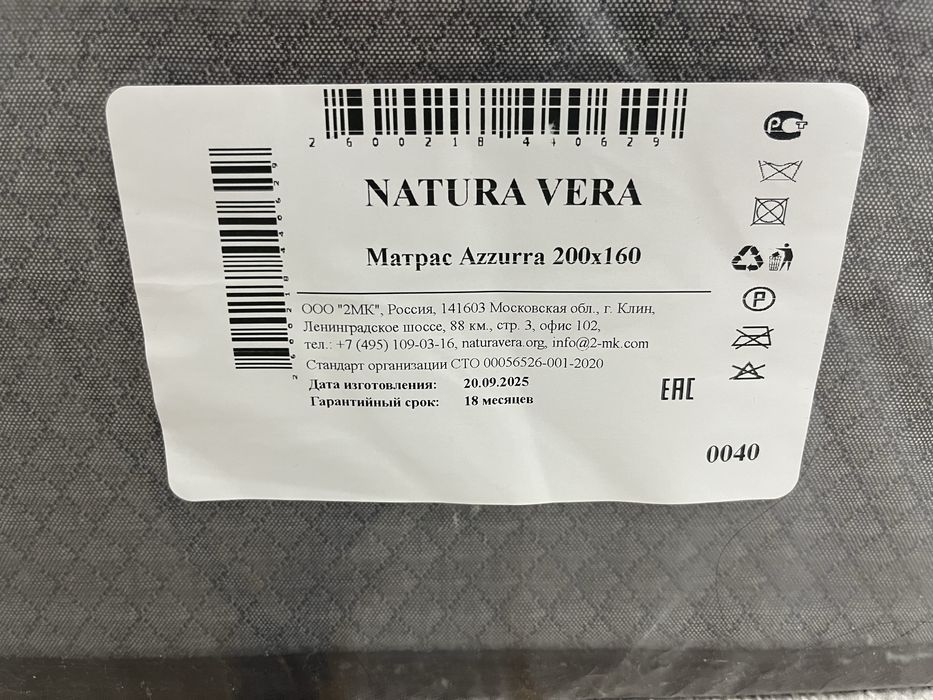 2 600218 440629
NATURA VERA
Матрас Azzurra 200x160
ООО "2МК", Россия, 141603 Московская обл., г. Клин,
Ленинградское шоссе, 88 км., стр. 3, офис 102,
тел.: +7 (495) 109-03-16, naturavera.org, info@2-mk.com
Стандарт организации СТО 00056526-001-2020
Дата изготовления: 20.09.2025
Гарантийный срок: 18 месяцев
ЕАС
0040
РСТ
P